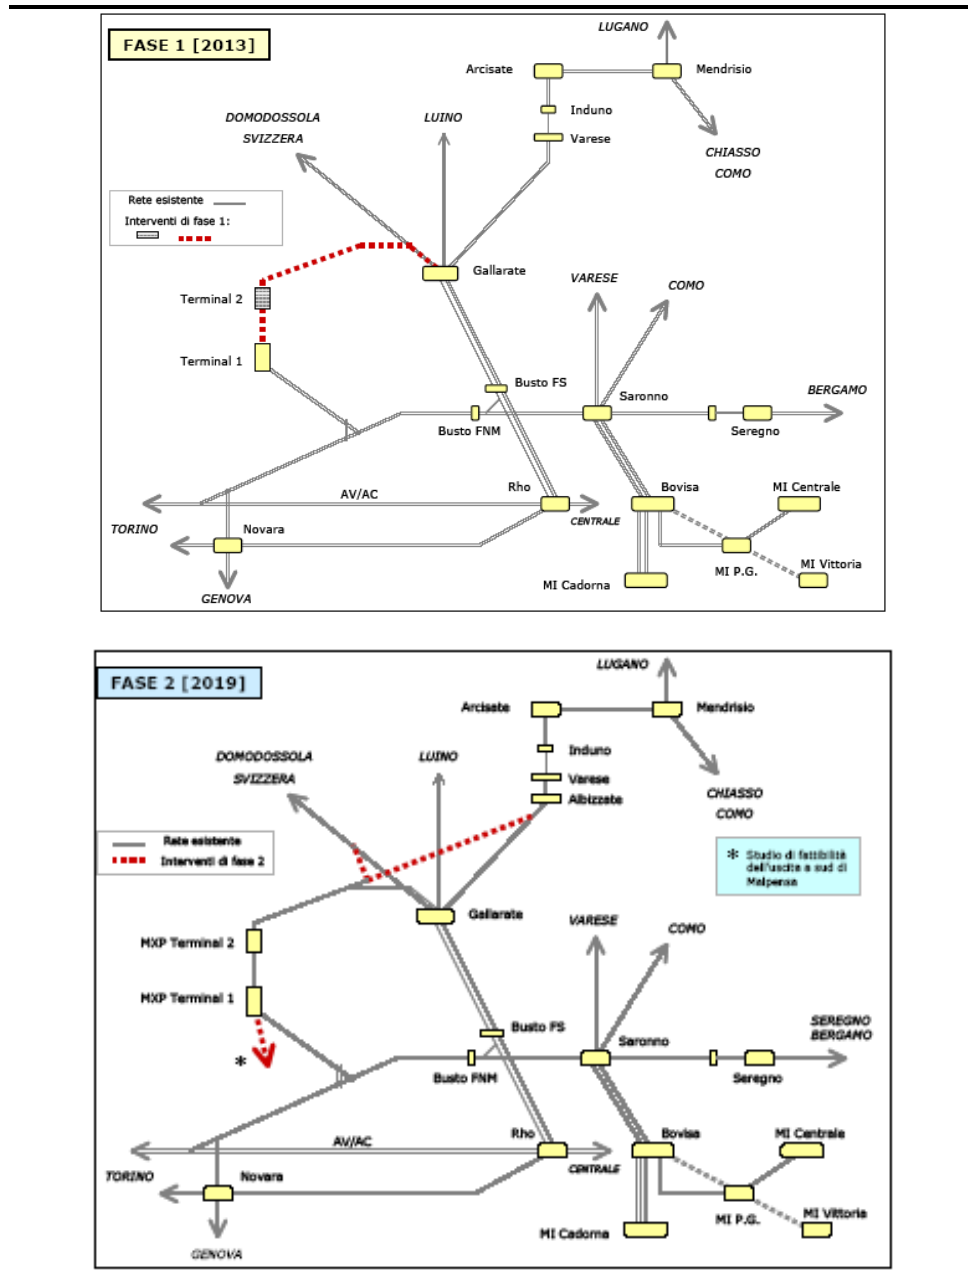 FASE 1 [2013]
LUGANO
Arcisate
Mendrisio
Induno
DOMODOSSOLA
SVIZZERA
LUINO
Varese
CHIASSO
COMO
Rete esistente
Interventi di fase 1:
Gallarate
VARESE
COMO
Terminal 2
Terminal 1
Busto FS
Saronno
BERGAMO
Busto FNM
Seregno
Rho
Bovisa
MI Centrale
AV/AC
TORINO
Novara
CENTRALE
MI P.G.
MI Vittoria
MI Cadorna
GENOVA
FASE 2 [2019]
LUGANO
Arcisate
Mendrisio
Induno
DOMODOSSOLA
SVIZZERA
LUINO
Varese
Albizzate
CHIASSO
COMO
Rete esistente
Interventi di fase 2
* Studio di fattibilità
dell'uscita a sud di
Malpensa
Gallarate
VARESE
COMO
MXP Terminal 2
MXP Terminal 1
*
Busto FS
Saronno
SEREGNO
BERGAMO
Busto FNM
Seregno
Rho
Bovisa
MI Centrale
AV/AC
TORINO
Novara
CENTRALE
MI P.G.
MI Vittoria
MI Cadorna
GENOVA